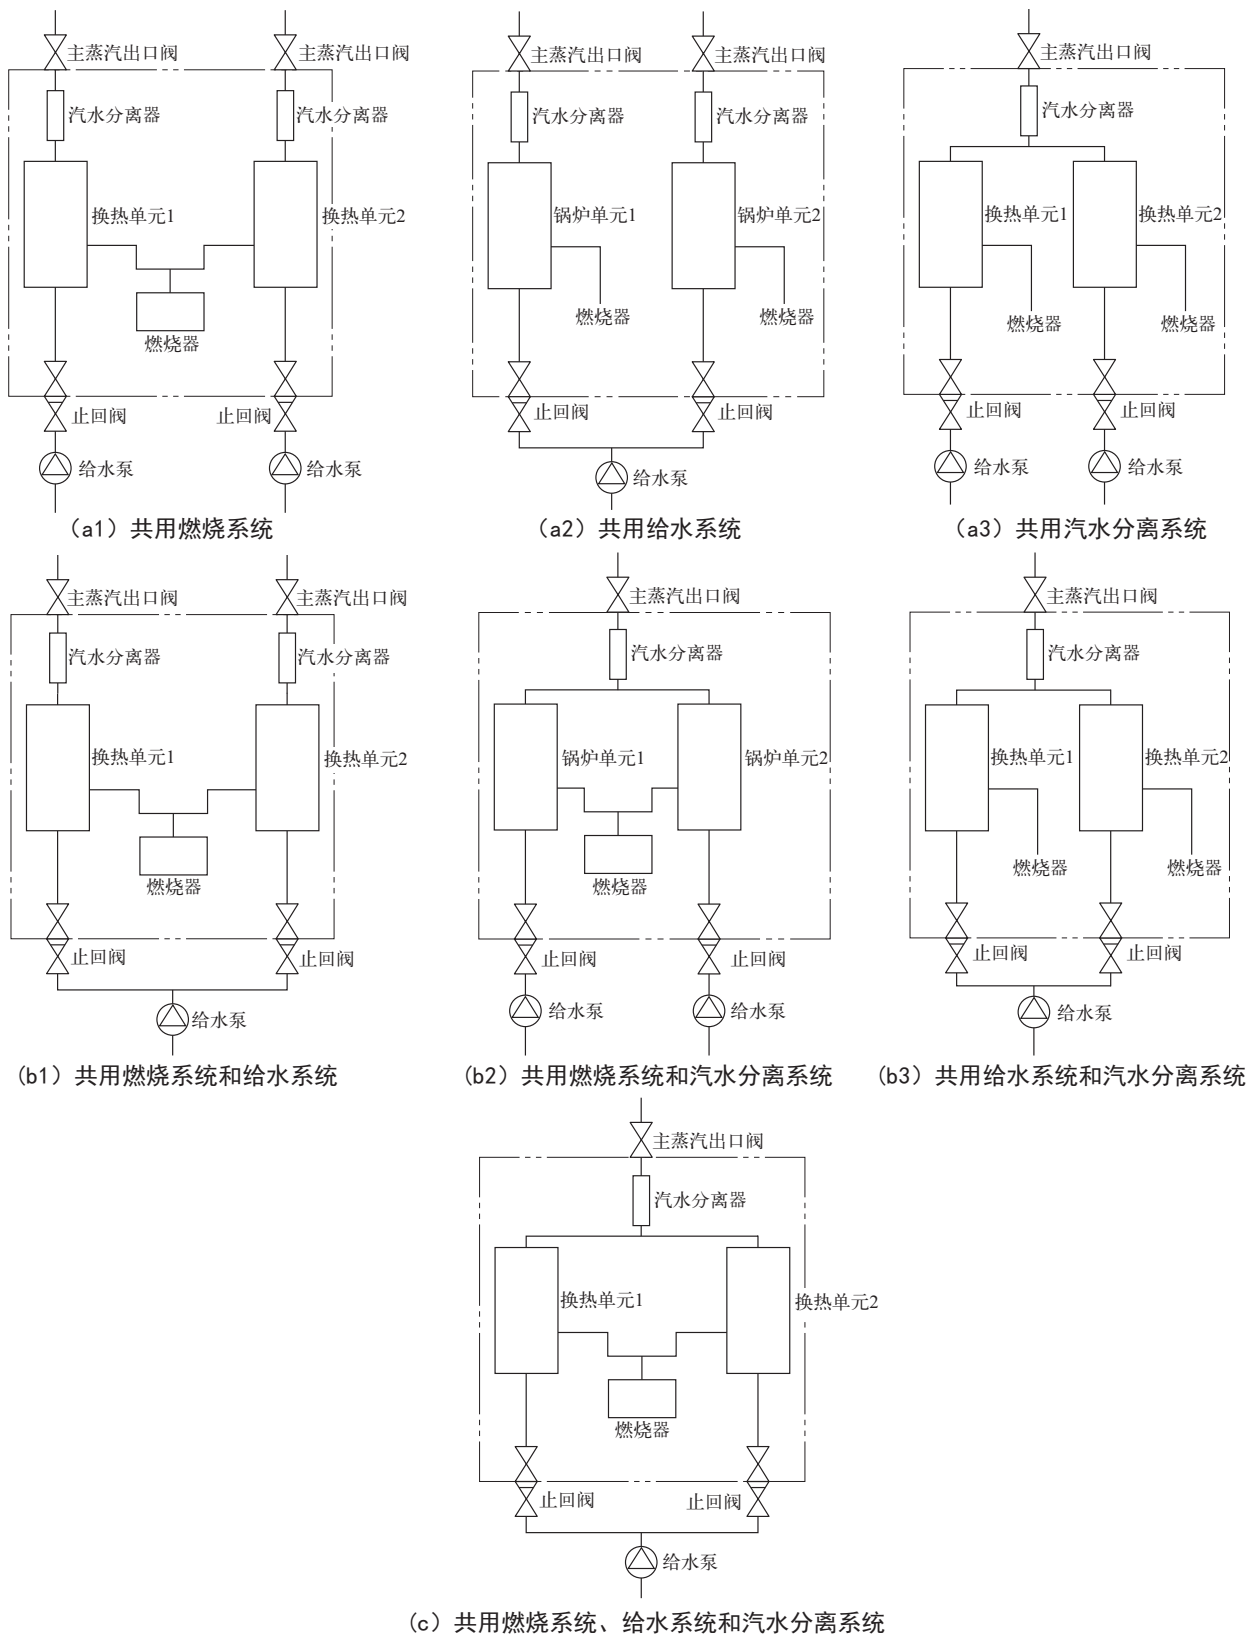 主蒸汽出口阀
主蒸汽出口阀
汽水分离器
汽水分离器
换热单元1
换热单元2
燃烧器
止回阀
止回阀
给水泵
给水泵
（a1）共用燃烧系统
主蒸汽出口阀
主蒸汽出口阀
汽水分离器
汽水分离器
锅炉单元1
锅炉单元2
燃烧器
燃烧器
止回阀
止回阀
给水泵
（a2）共用给水系统
主蒸汽出口阀
汽水分离器
换热单元1
换热单元2
燃烧器
燃烧器
止回阀
止回阀
给水泵
给水泵
（a3）共用汽水分离系统
主蒸汽出口阀
主蒸汽出口阀
汽水分离器
汽水分离器
换热单元1
换热单元2
燃烧器
止回阀
止回阀
给水泵
（b1）共用燃烧系统和给水系统
主蒸汽出口阀
汽水分离器
锅炉单元1
锅炉单元2
燃烧器
止回阀
止回阀
给水泵
给水泵
（b2）共用燃烧系统和汽水分离系统
主蒸汽出口阀
汽水分离器
换热单元1
换热单元2
燃烧器
燃烧器
止回阀
止回阀
给水泵
（b3）共用给水系统和汽水分离系统
主蒸汽出口阀
汽水分离器
换热单元1
换热单元2
燃烧器
止回阀
止回阀
给水泵
（c）共用燃烧系统、给水系统和汽水分离系统